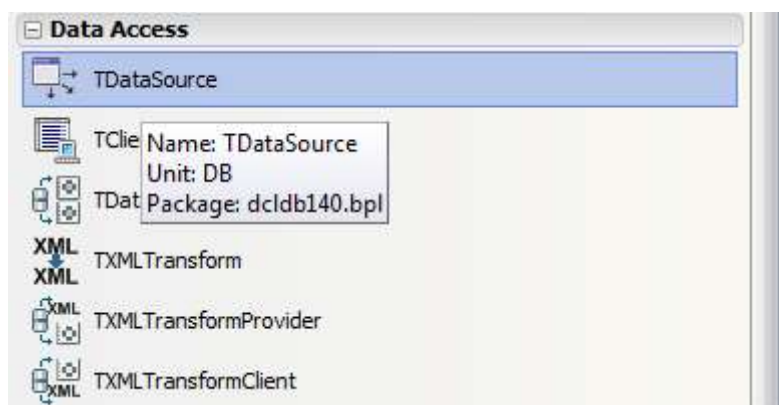 Data Access
TDataSource
TClie
Name: TDataSource
Unit: DB
TDat
Package: dcldb140.bpl
XML
XML
TXMLTransform
XML
TXMLTransformProvider
XML
TXMLTransformClient